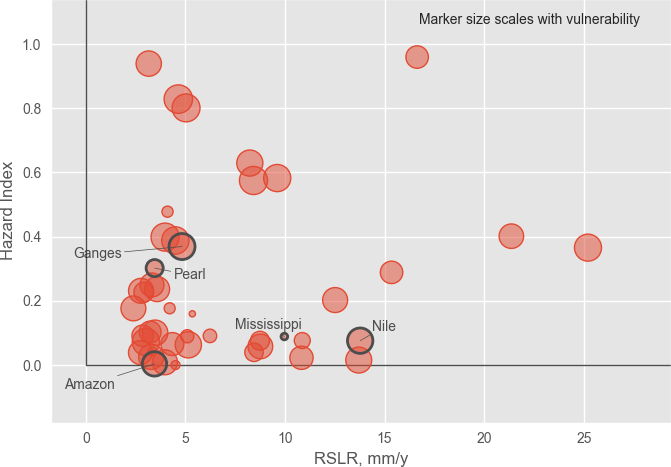 Marker size scales with vulnerability
1.0
0.8
0.6
0.4
0.2
0.0
Hazard Index
Ganges
Pearl
Mississippi
Nile
Amazon
0 5 10 15 20 25
RSLR, mm/y